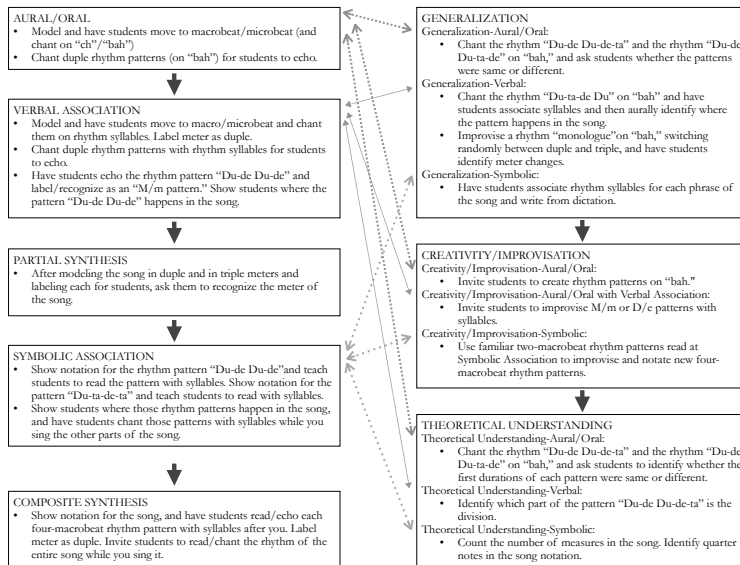 AURAL/ORAL
• Model and have students move to macrobeat/microbeat (and
chant on “ch”/“bah”)
• Chant duple rhythm patterns (on “bah”) for students to echo.
VERBAL ASSOCIATION
• Model and have students move to macro/microbeat and chant
them on rhythm syllables. Label meter as duple.
• Chant duple rhythm patterns with rhythm syllables for students
to echo.
• Have students echo the rhythm pattern “Du-de Du-de” and
label/recognize as an “M/m pattern.” Show students where the
pattern “Du-de Du-de” happens in the song.
PARTIAL SYNTHESIS
• After modeling the song in duple and in triple meters and
labeling each for students, ask them to recognize the meter of
the song.
SYMBOLIC ASSOCIATION
• Show notation for the rhythm pattern “Du-de Du-de”and teach
students to read the pattern with syllables. Show notation for the
pattern “Du-ta-de-ta” and teach students to read with syllables.
• Show students where those rhythm patterns happen in the song,
and have students chant those patterns with syllables while you
sing the other parts of the song.
COMPOSITE SYNTHESIS
• Show notation for the song, and have students read/echo each
four-macrobeat rhythm pattern with syllables after you. Label
meter as duple. Invite students to read/chant the rhythm of the
entire song while you sing it.
GENERALIZATION
Generalization-Aural/Oral:
• Chant the rhythm “Du-de Du-de-ta” and the rhythm “Du-de
Du-ta-de” on “bah,” and ask students whether the patterns
were same or different.
Generalization-Verbal:
• Chant the rhythm “Du-ta-de Du” on “bah” and have
students associate syllables and then aurally identify where
the pattern happens in the song.
• Improvise a rhythm “monologue”on “bah,” switching
randomly between duple and triple, and have students
identify meter changes.
Generalization-Symbolic:
• Have students associate rhythm syllables for each phrase of
the song and write from dictation.
CREATIVITY/IMPROVISATION
Creativity/Improvisation-Aural/Oral:
• Invite students to create rhythm patterns on “bah.”
Creativity/Improvisation-Aural/Oral with Verbal Association:
• Invite students to improvise M/m or D/e patterns with
syllables.
Creativity/Improvisation-Symbolic:
• Use familiar two-macrobeat rhythm patterns read at
Symbolic Association to improvise and notate new four-
macrobeat rhythm patterns.
THEORETICAL UNDERSTANDING
Theoretical Understanding-Aural/Oral:
• Chant the rhythm “Du-de Du-de-ta” and the rhythm “Du-de
Du-ta-de” on “bah,” and ask students to identify whether the
first durations of each pattern were same or different.
Theoretical Understanding-Verbal:
• Identify which part of the pattern “Du-de Du-de-ta” is the
division.
Theoretical Understanding-Symbolic:
• Count the number of measures in the song. Identify quarter
notes in the song notation.